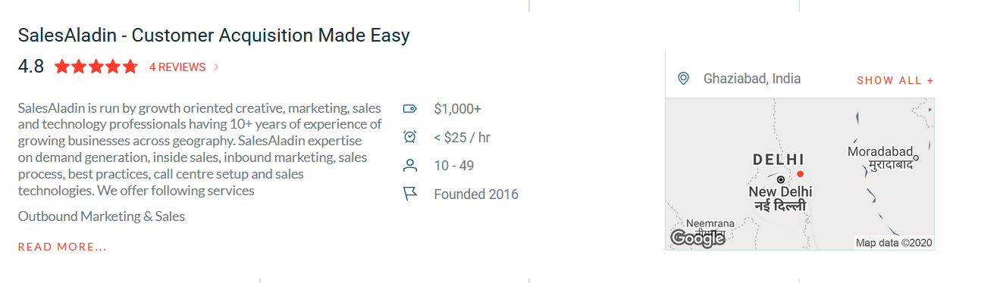 SalesAladin - Customer Acquisition Made Easy
4.8 4 REVIEWS
SalesAladin is run by growth oriented creative, marketing, sales
and technology professionals having 10+ years of experience of
growing businesses across geography. SalesAladin expertise
on demand generation, inside sales, inbound marketing, sales
process, best practices, call centre setup and sales
technologies. We offer following services
Outbound Marketing & Sales
READ MORE...
$1,000+
< $25 / hr
10 - 49
Founded 2016
Ghaziabad, India
SHOW ALL +
Moradabad
मुरादाबाद
DELHI
New Delhi
नई दिल्ली
Neemrana
Google
Map data ©2020